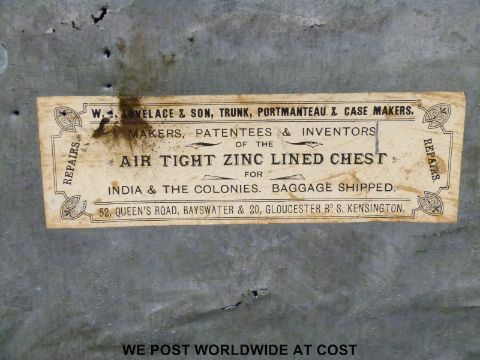 W. J. LOVELACE & SON, TRUNK, PORTMANTEAU & CASE MAKERS.
MAKERS, PATENTEES & INVENTORS
OF THE
AIR TIGHT ZINC LINED CHEST
FOR
INDIA & THE COLONIES. BAGGAGE SHIPPED.
52, QUEEN'S ROAD, BAYSWATER & 20, GLOUCESTER RD S. KENSINGTON.
REPAIRS.
REPAIRS.
WE POST WORLDWIDE AT COST